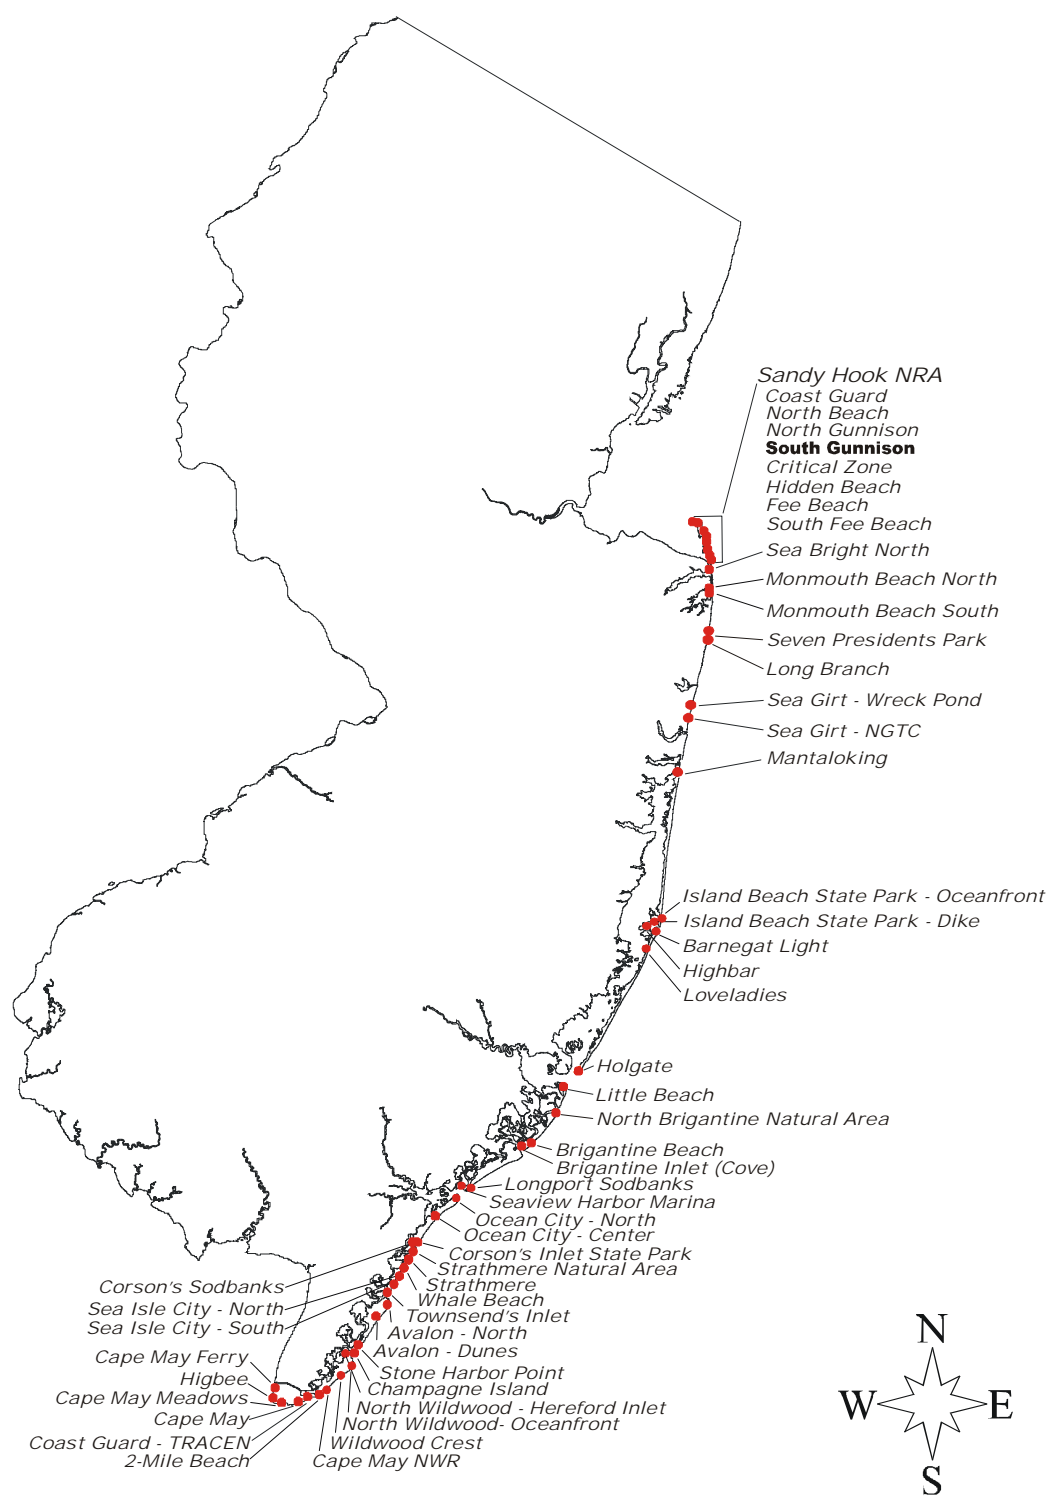 Sandy Hook NRA
Coast Guard
North Beach
North Gunnison
South Gunnison
Critical Zone
Hidden Beach
Fee Beach
South Fee Beach
Sea Bright North
Monmouth Beach North
Monmouth Beach South
Seven Presidents Park
Long Branch
Sea Girt - Wreck Pond
Sea Girt - NGTC
Mantaloking
Island Beach State Park - Oceanfront
Island Beach State Park - Dike
Barnegat Light
Highbar
Loveladies
Holgate
Little Beach
North Brigantine Natural Area
Brigantine Beach
Brigantine Inlet (Cove)
Longport Sodbanks
Seaview Harbor Marina
Ocean City - North
Ocean City - Center
Corson's Inlet State Park
Strathmere Natural Area
Strathmere
Whale Beach
Townsend's Inlet
Avalon - North
Avalon - Dunes
Stone Harbor Point
Champagne Island
North Wildwood - Hereford Inlet
North Wildwood- Oceanfront
Wildwood Crest
Cape May NWR
Corson's Sodbanks
Sea Isle City - North
Sea Isle City - South
Cape May Ferry
Higbee
Cape May Meadows
Cape May
Coast Guard - TRACEN
2-Mile Beach
N
W
E
S